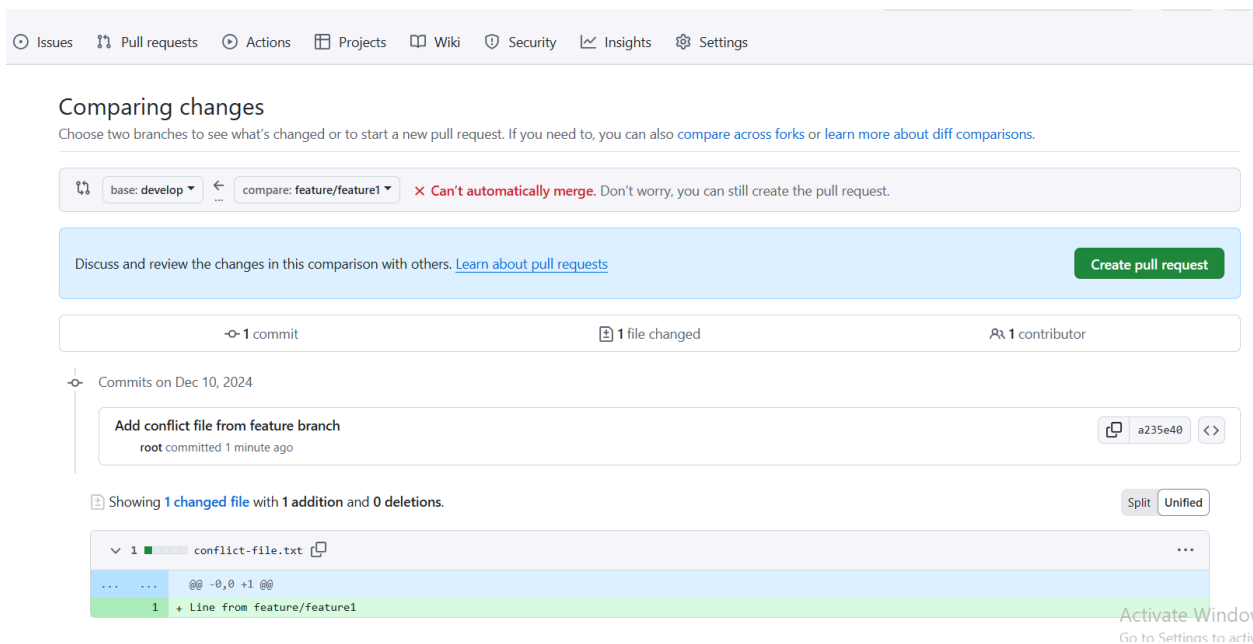 Issues Pull requests Actions Projects Wiki Security Insights Settings
Comparing changes
Choose two branches to see what's changed or to start a new pull request. If you need to, you can also compare across forks or learn more about diff comparisons.
base: develop ← compare: feature/feature1 Can't automatically merge. Don't worry, you can still create the pull request.
...
Discuss and review the changes in this comparison with others. Learn about pull requests Create pull request
1 commit 1 file changed 1 contributor
Commits on Dec 10, 2024
Add conflict file from feature branch
a235e40 <>
root committed 1 minute ago
Showing 1 changed file with 1 addition and 0 deletions. Split Unified
1 conflict-file.txt ...
... ... @@ -0,0 +1 @@
1 + Line from feature/feature1
Activate Window
Go to Settings to activ